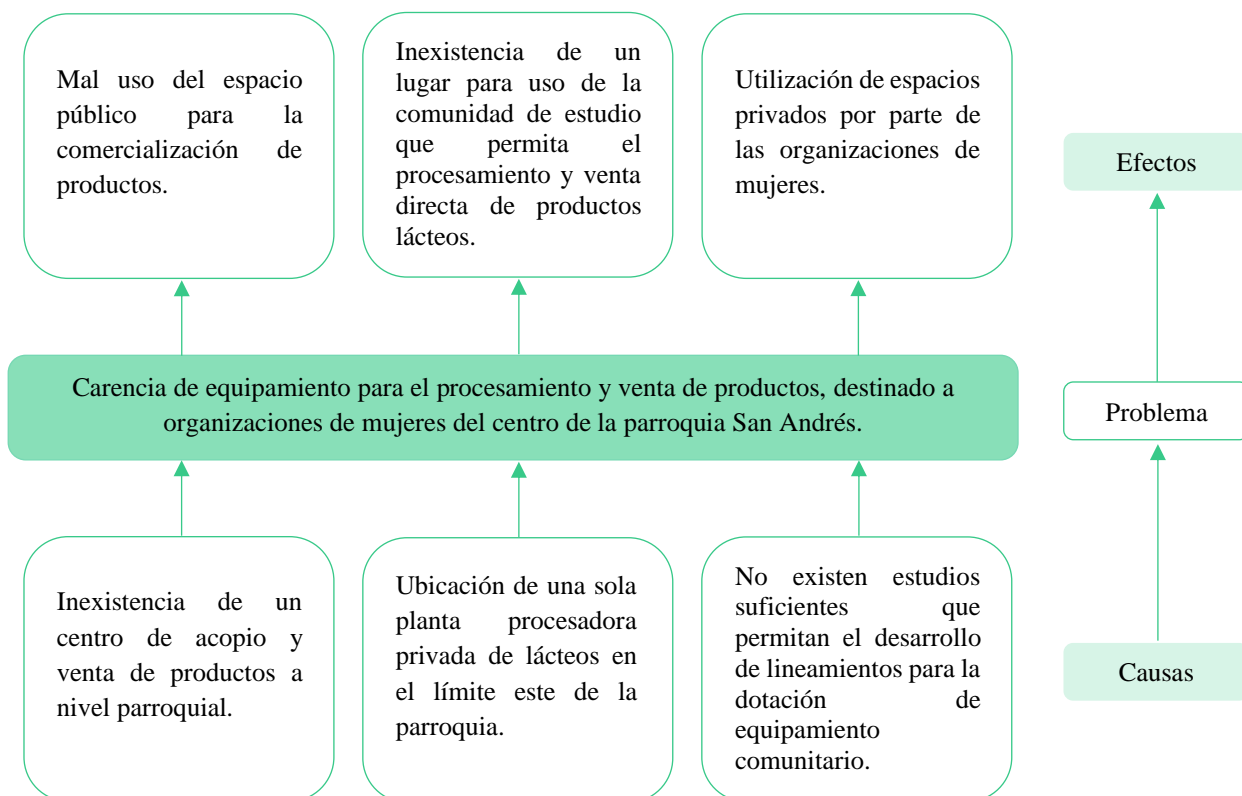 Mal uso del espacio
público para la
comercialización de
productos.
Inexistencia de un
lugar para uso de la
comunidad de estudio
que permita el
procesamiento y venta
directa de productos
lácteos.
Utilización de espacios
privados por parte de
las organizaciones de
mujeres.
Efectos
Carencia de equipamiento para el procesamiento y venta de productos, destinado a
organizaciones de mujeres del centro de la parroquia San Andrés.
Problema
Inexistencia de un
centro de acopio y
venta de productos a
nivel parroquial.
Ubicación de una sola
planta procesadora
privada de lácteos en
el límite este de la
parroquia.
No existen estudios
suficientes que
permitan el desarrollo
de lineamientos para la
dotación de
equipamiento
comunitario.
Causas